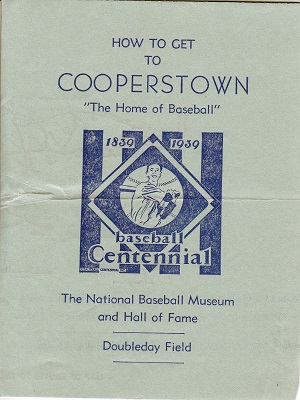 HOW TO GET
TO
COOPERSTOWN
"The Home of Baseball"
1839 1939
baseball
Centennial
The National Baseball Museum
and Hall of Fame
Doubleday Field